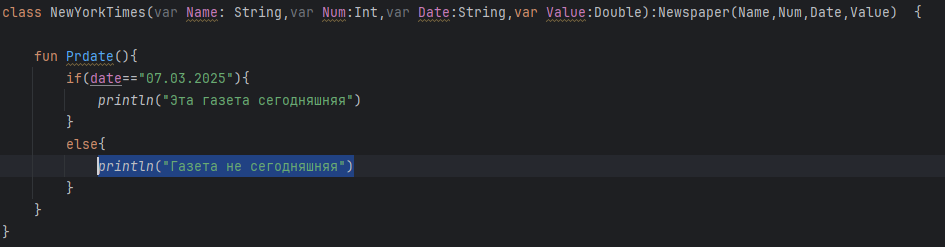 class NewYorkTimes(var Name: String,var Num:Int,var Date:String,var Value:Double):Newspaper(Name,Num,Date,Value)  {
fun Prdate(){
if(date=="07.03.2025"){
println("Эта газета сегодняшняя")
}
else{
println("Газета не сегодняшняя")
}
}
}